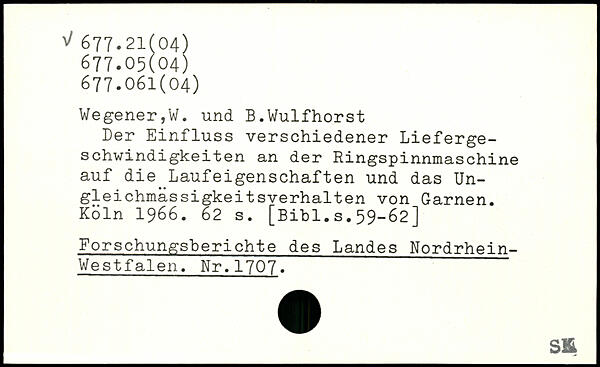 √ 677.21(04)
677.05(04)
677.061(04)
Wegener,W. und B.Wulfhorst
Der Einfluss verschiedener Lieferge-
schwindigkeiten an der Ringspinnmaschine
auf die Laufeigenschaften und das Un-
gleichmässigkeitsverhalten von Garnen.
Köln 1966. 62 s. [Bibl.s.59-62]
Forschungsberichte des Landes Nordrhein-
Westfalen. Nr.1707.